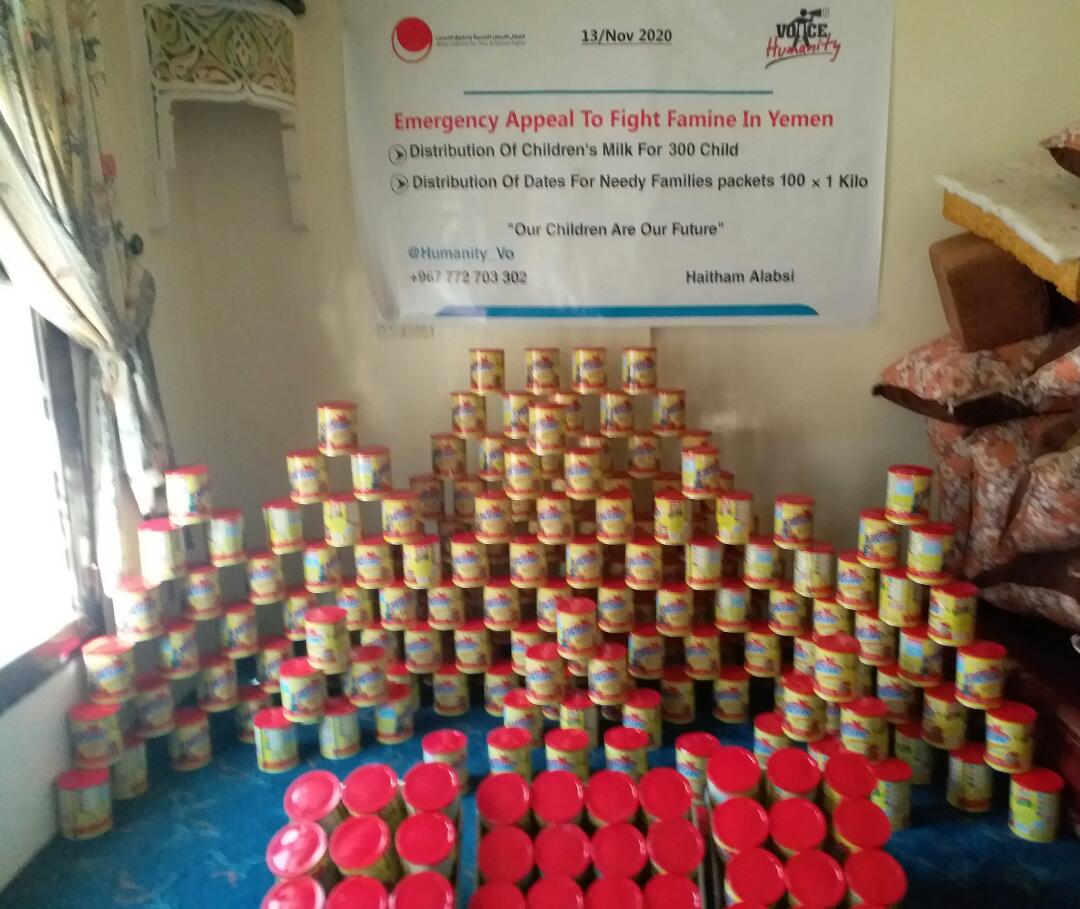 13/Nov 2020
VOICE
Humanity
Emergency Appeal To Fight Famine In Yemen
Distribution Of Children's Milk For 300 Child
Distribution Of Dates For Needy Families packets 100 × 1 Kilo
"Our Children Are Our Future"
@Humanity_Vo
+967 772 703 302
Haitham Alabsi